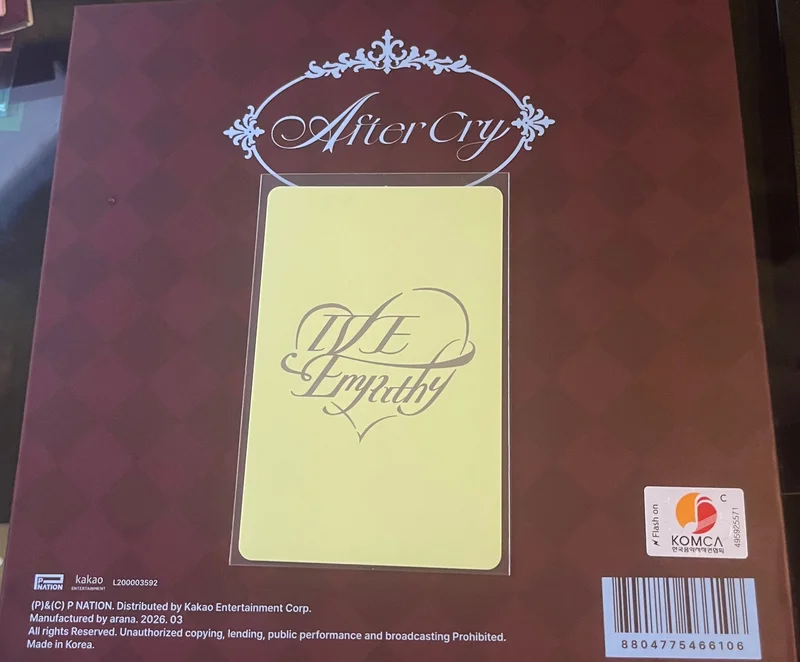 After Cry
IVE
Empathy
Flash on
C
KOMCA
한국음악저작권협회
495925571
P NATION
kakao
ENTERTAINMENT
L200003592
(P)&(C) P NATION. Distributed by Kakao Entertainment Corp.
Manufactured by arana. 2026. 03
All rights Reserved. Unauthorized copying, lending, public performance and broadcasting Prohibited.
Made in Korea.
8804775466106